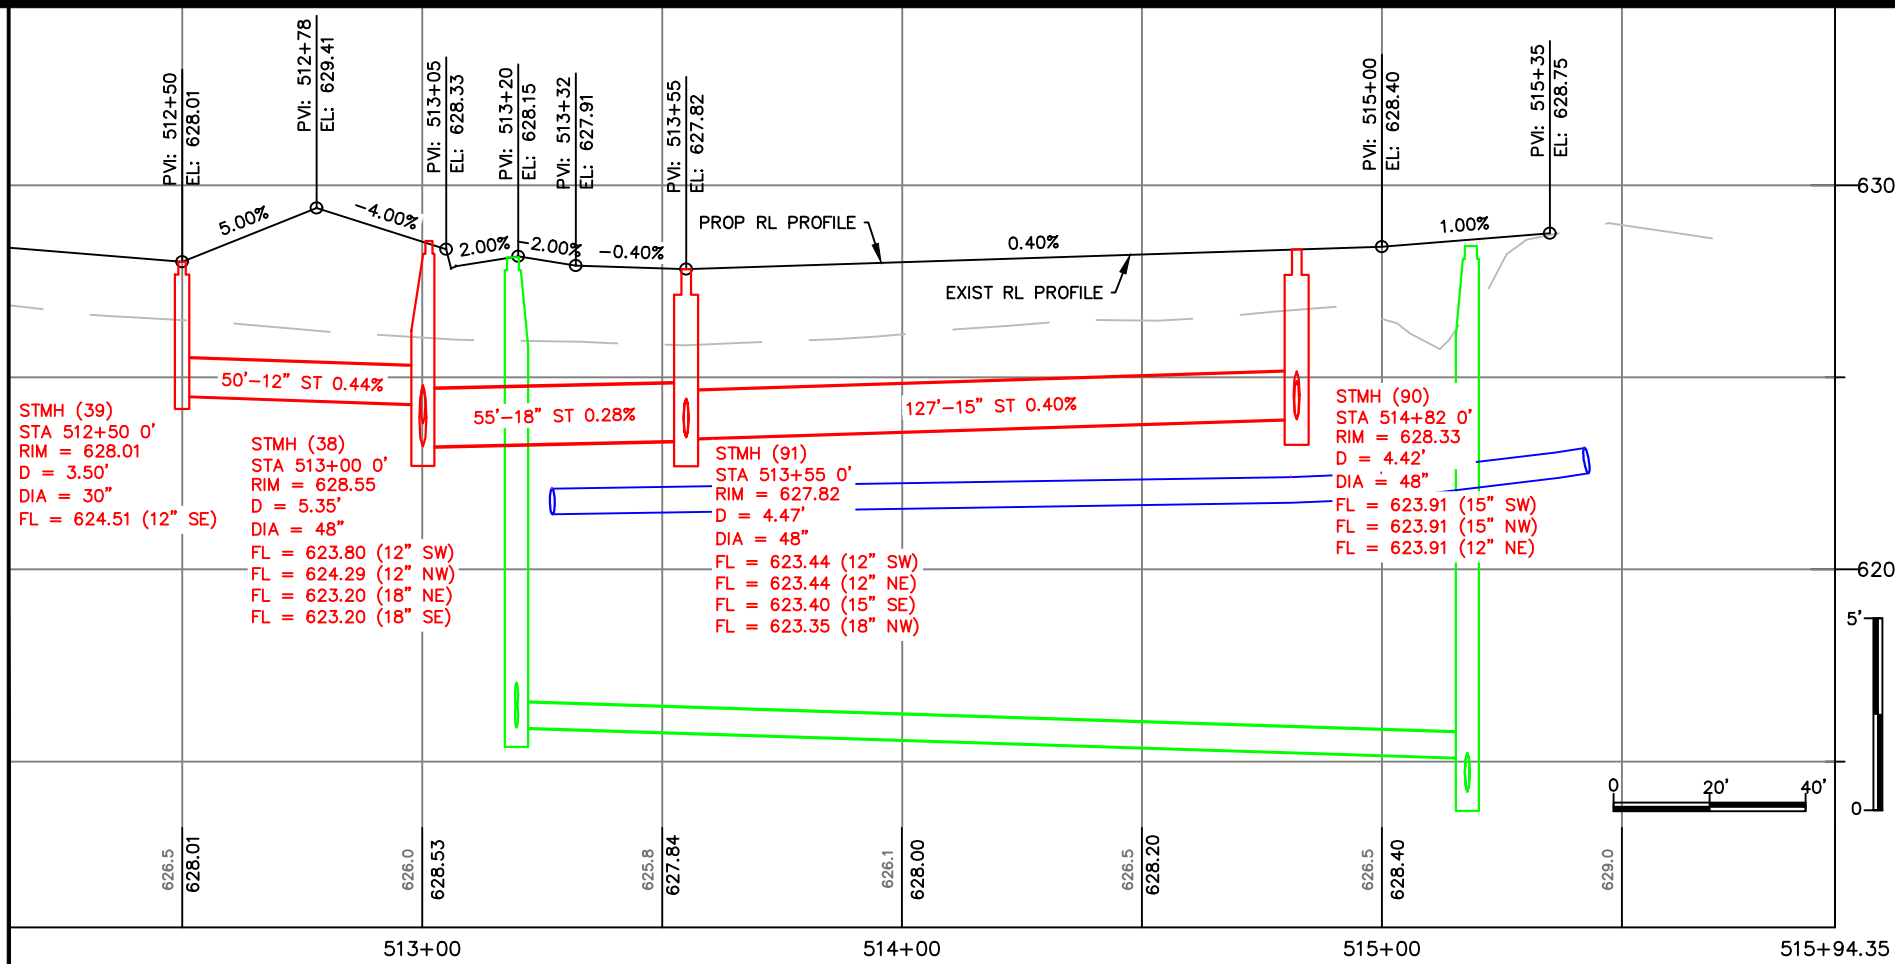 PVI: 512+50
EL: 628.01
PVI: 512+78
EL: 629.41
PVI: 513+05
EL: 628.33
PVI: 513+20
EL: 628.15
PVI: 513+32
EL: 627.91
PVI: 513+55
EL: 627.82
PVI: 515+00
EL: 628.40
PVI: 515+35
EL: 628.75
630
5.00%
-4.00%
2.00%
-2.00%
-0.40%
PROP RL PROFILE
0.40%
1.00%
EXIST RL PROFILE
50'-12" ST 0.44%
55'-18" ST 0.28%
127'-15" ST 0.40%
STMH (39)
STA 512+50 0'
RIM = 628.01
D = 3.50'
DIA = 30"
FL = 624.51 (12" SE)
STMH (38)
STA 513+00 0'
RIM = 628.55
D = 5.35'
DIA = 48"
FL = 623.80 (12" SW)
FL = 624.29 (12" NW)
FL = 623.20 (18" NE)
FL = 623.20 (18" SE)
STMH (91)
STA 513+55 0'
RIM = 627.82
D = 4.47'
DIA = 48"
FL = 623.44 (12" SW)
FL = 623.44 (12" NE)
FL = 623.40 (15" SE)
FL = 623.35 (18" NW)
STMH (90)
STA 514+82 0'
RIM = 628.33
D = 4.42'
DIA = 48"
FL = 623.91 (15" SW)
FL = 623.91 (15" NW)
FL = 623.91 (12" NE)
620
5'
0
0 20' 40'
626.5
628.01
626.0
628.53
625.8
627.84
626.1
628.00
626.5
628.20
626.5
628.40
629.0
513+00
514+00
515+00
515+94.35